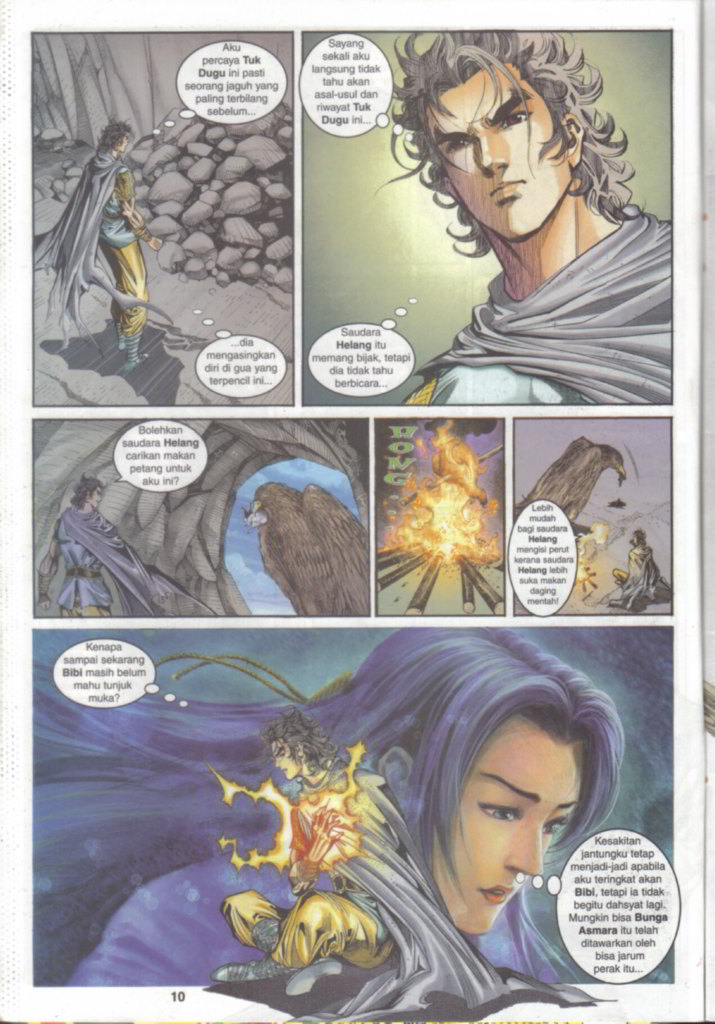 Aku
percaya Tuk
Dugu ini pasti
seorang jaguh yang
paling terbilang
sebelum...
...dia
mengasingkan
diri di gua yang
terpencil ini...
Sayang
sekali aku
langsung tidak
tahu akan
asal-usul dan
riwayat Tuk
Dugu ini...
Saudara
Helang itu
memang bijak, tetapi
dia tidak tahu
berbicara...
Bolehkan
saudara Helang
carikan makan
petang untuk
aku ini?
HONG
Lebih
mudah
bagi saudara
Helang
mengisi perut
kerana saudara
Helang lebih
suka makan
daging
mentah!
Kenapa
sampai sekarang
Bibi masih belum
mahu tunjuk
muka?
Kesakitan
jantungku tetap
menjadi-jadi apabila
aku teringat akan
Bibi, tetapi ia tidak
begitu dahsyat lagi.
Mungkin bisa Bunga
Asmara itu telah
ditawarkan oleh
bisa jarum
perak itu...
10